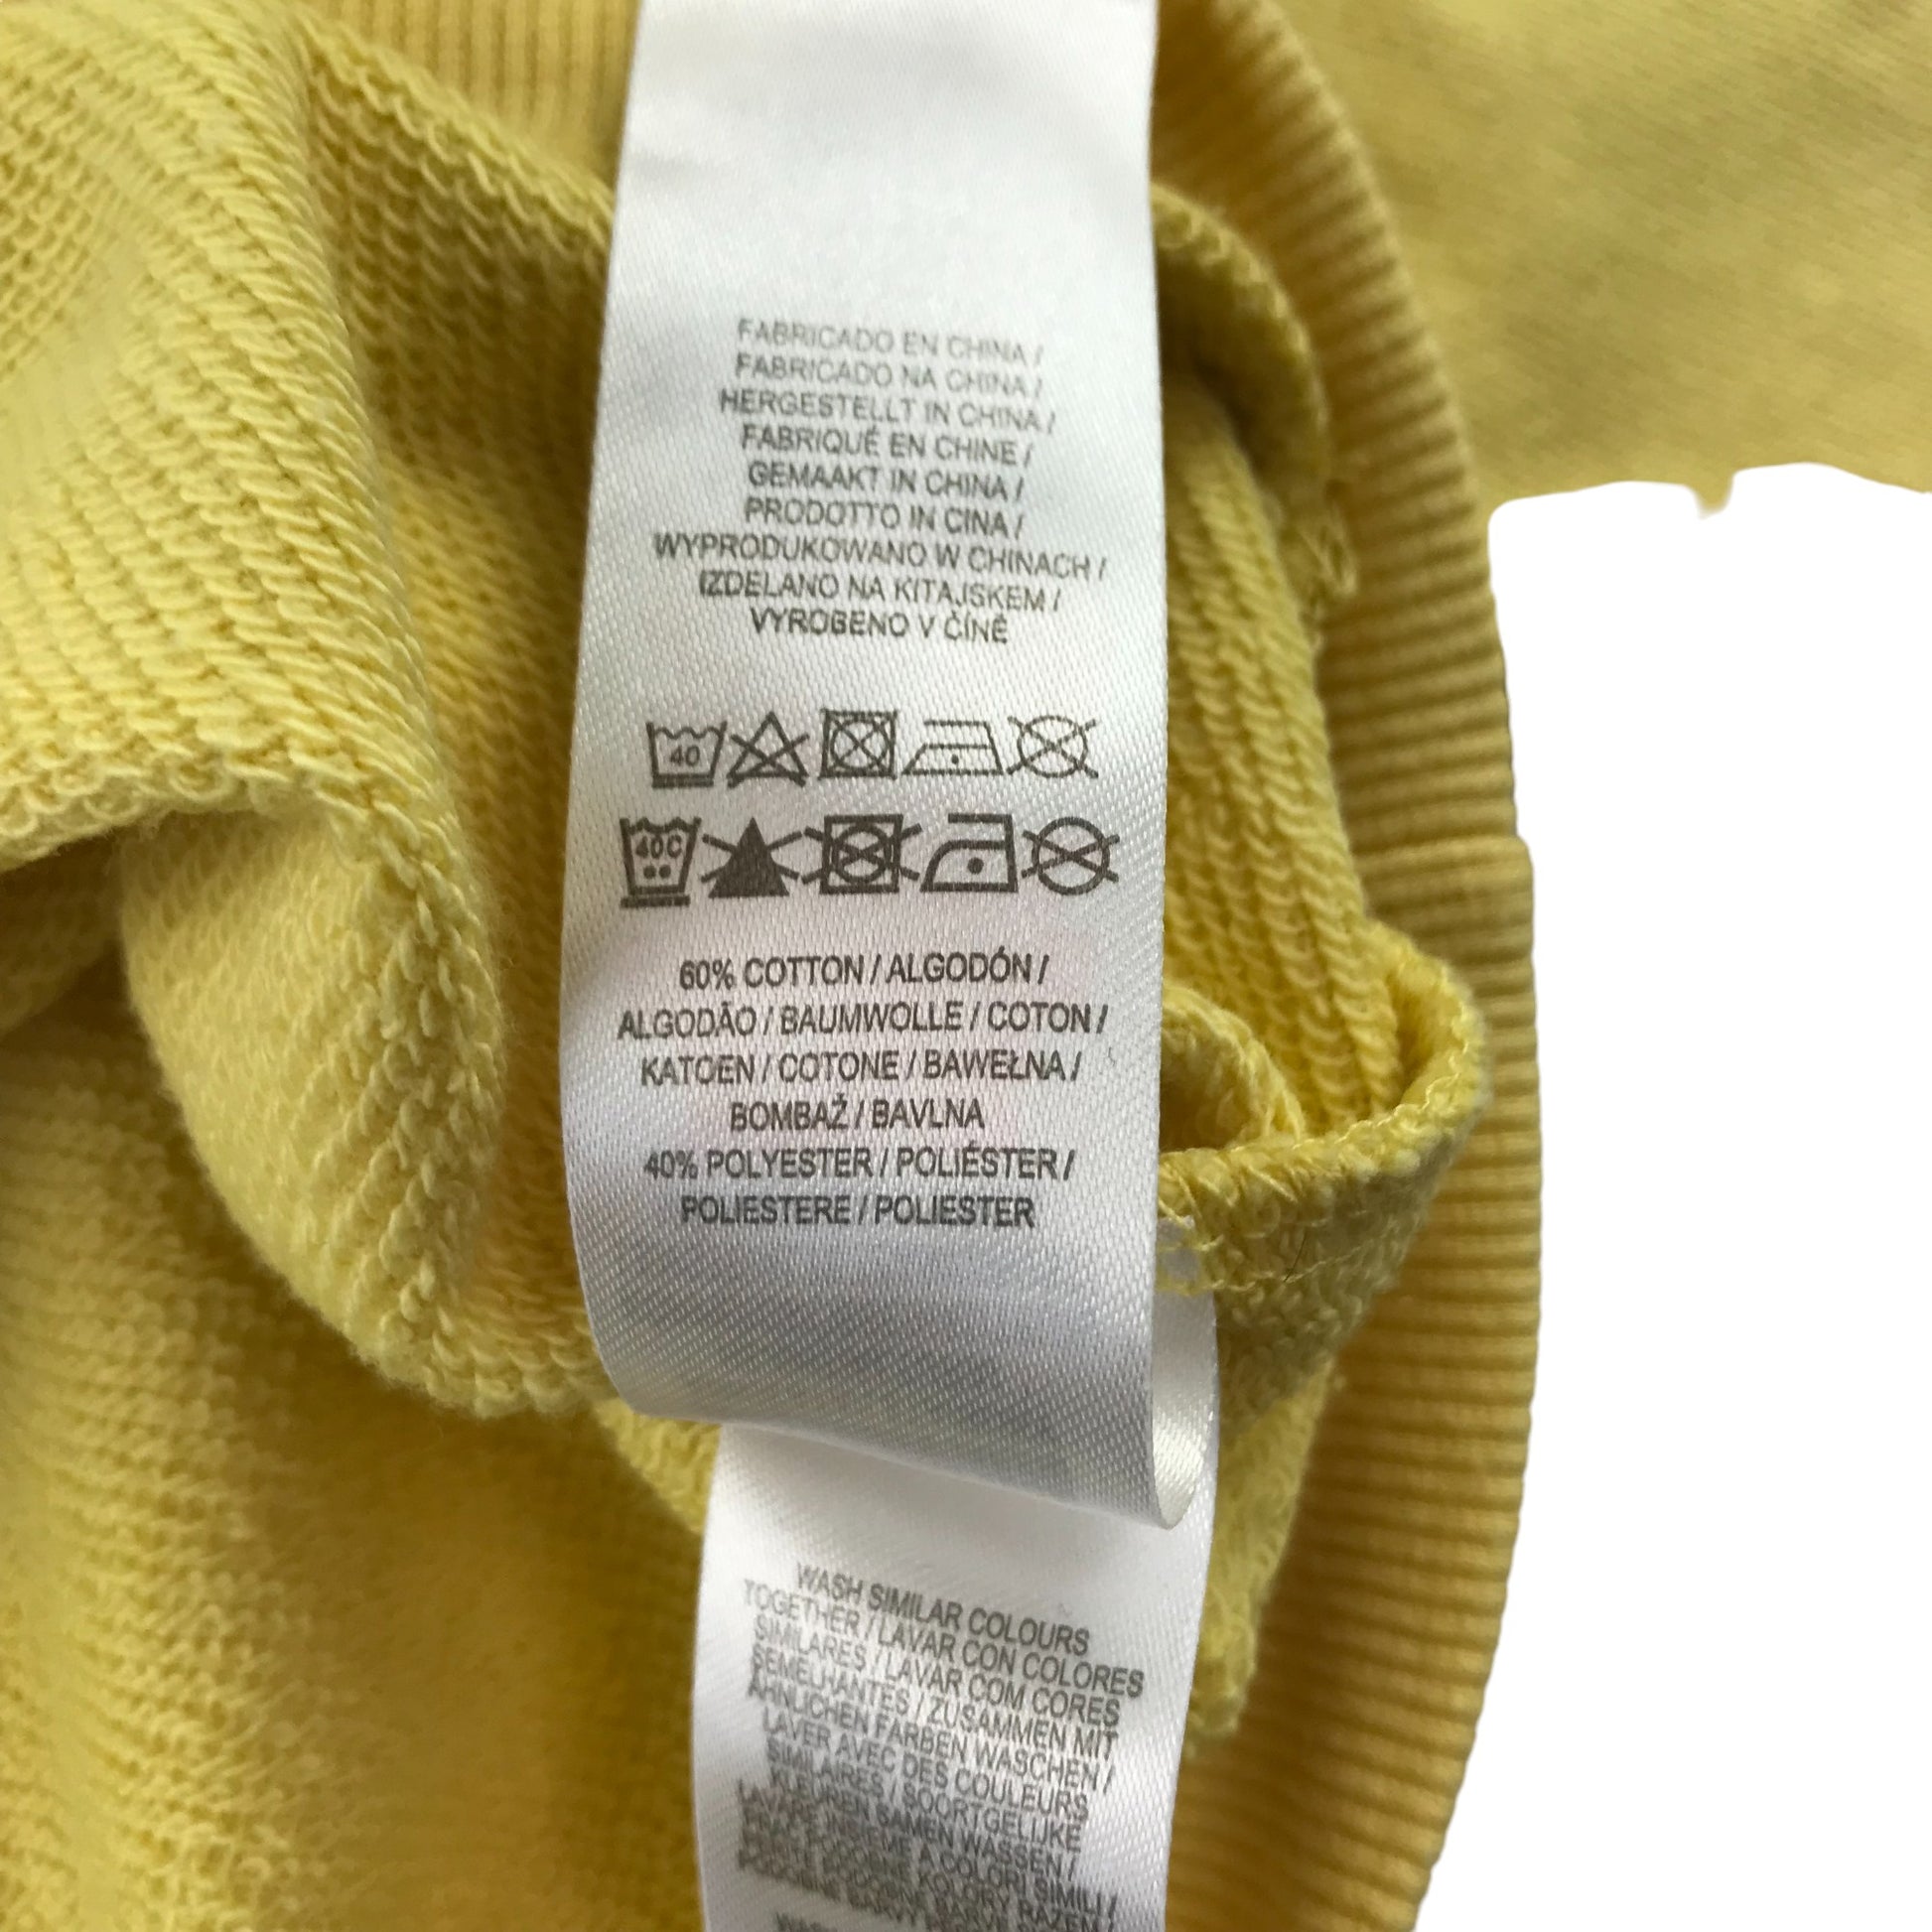 FABRICADO EN CHINA /
FABRICADO NA CHINA /
HERGESTELLT IN CHINA /
FABRIQUÉ EN CHINE /
GEMAAKT IN CHINA /
PRODOTTO IN CINA /
WYPRODUKOWANO W CHINACH /
IZDELANO NA KITAJSKEM /
VYROBENO V ČÍNĚ
40
40C
60% COTTON / ALGODÓN /
ALGODÃO / BAUMWOLLE / COTON /
KATOEN / COTONE / BAWEŁNA /
BOMBAŽ / BAVLNA
40% POLYESTER / POLIÉSTER /
POLIESTERE / POLIESTER
WASH SIMILAR COLOURS
TOGETHER / LAVAR CON COLORES
SIMILARES / LAVAR COM CORES
SEMELHANTES / ZUSAMMEN MIT
ÄHNLICHEN FARBEN WASCHEN /
LAVER AVEC DES COULEURS
SIMILAIRES / SOORTGELIJKE
KLEUREN SAMEN WASSEN /
A COLORI SIMILI /
RAZEM